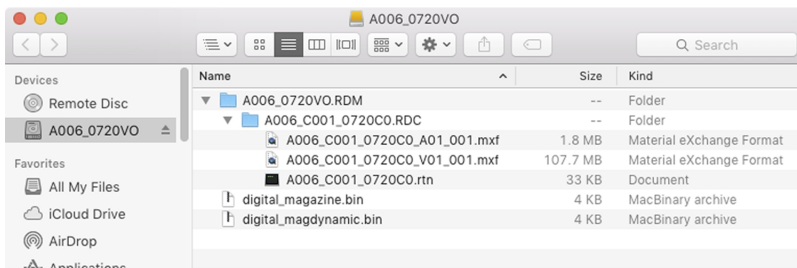 A006_0720VO
Search
Devices
Remote Disc
A006_0720VO
Favorites
All My Files
iCloud Drive
AirDrop
Applications
Name Size Kind
A006_0720VO.RDM -- Folder
A006_C001_0720C0.RDC -- Folder
A006_C001_0720C0_A01_001.mxf 1.8 MB Material eXchange Format
A006_C001_0720C0_V01_001.mxf 107.7 MB Material eXchange Format
A006_C001_0720C0.rtn 33 KB Document
digital_magazine.bin 4 KB MacBinary archive
digital_magdynamic.bin 4 KB MacBinary archive